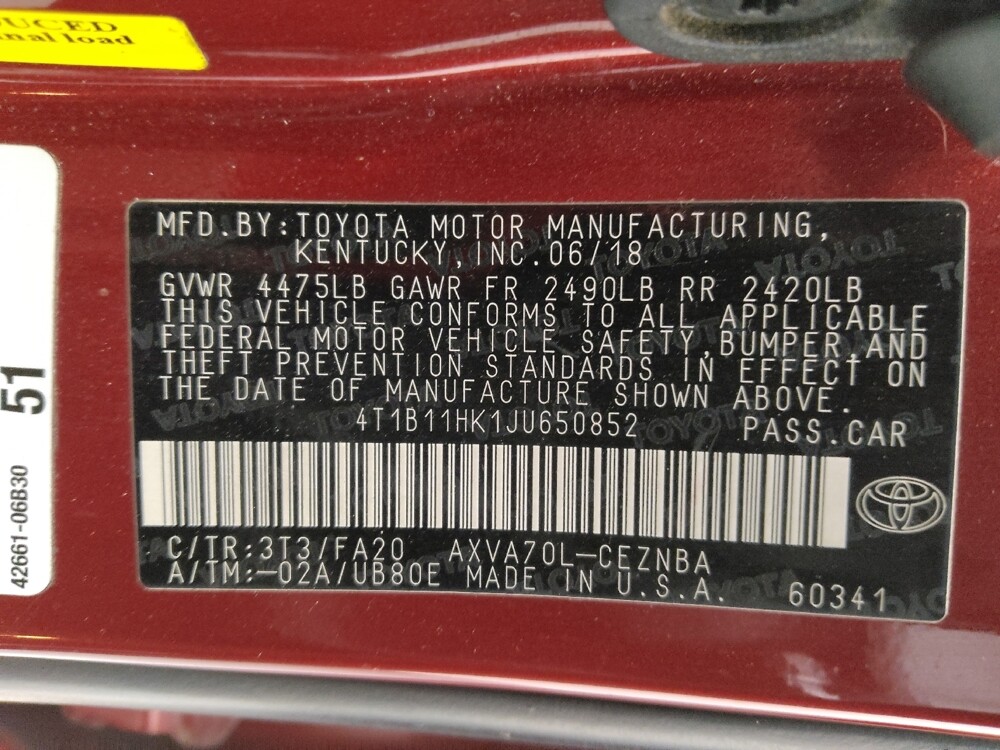 UCED
nal load
51
42661-06B30
MFD.BY:TOYOTA MOTOR MANUFACTURING,
KENTUCKY,INC.06/18
GVWR 4475LB GAWR FR 2490LB RR 2420LB
THIS VEHICLE CONFORMS TO ALL APPLICABLE
FEDERAL MOTOR VEHICLE SAFETY,BUMPER,AND
THEFT PREVENTION STANDARDS IN EFFECT ON
THE DATE OF MANUFACTURE SHOWN ABOVE.
4T1B11HK1JU650852 PASS.CAR
C/TR:3T3/FA20 AXVA70L-CEZNBA
A/TM:-02A/UB80E MADE IN U.S.A. 60341